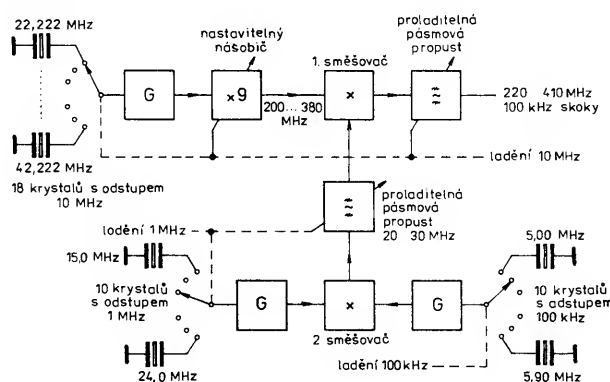 22,222 MHz
42,222 MHz
18 krystalů s odstupem
10 MHz
G
nastavitelný
násobič
×9
200...380
MHz
1. směšovač
×
proladitelná
pásmová
propust
220 410 MHz
100 kHz skoky
ladění 10 MHz
proladitelná
pásmová
propust
20 30 MHz
lodění 1 MHz
15,0 MHz
10 krystalů
s odstupem
1 MHz
24,0 MHz
G
×
2 směšovač
G
ladění 100 kHz
5,00 MHz
10 krystalů
s adstupem
100 kHz
5,90 MHz